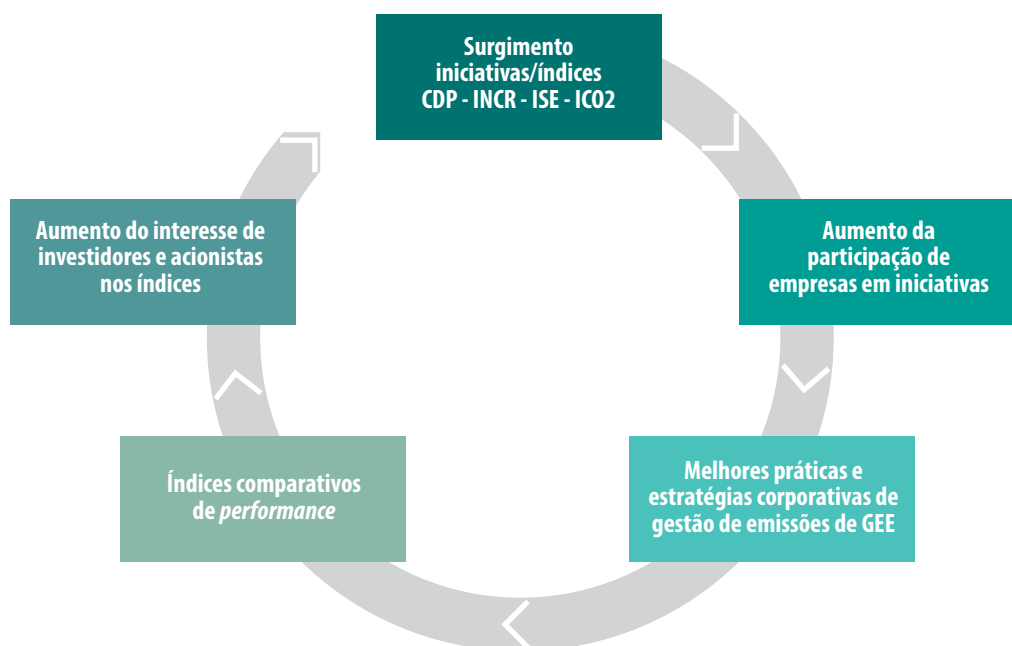 Surgimento
iniciativas/índices
CDP - INCR - ISE - ICO2
Aumento da
participação de
empresas em iniciativas
Melhores práticas e
estratégias corporativas de
gestão de emissões de GEE
Índices comparativos
de performance
Aumento do interesse de
investidores e acionistas
nos índices